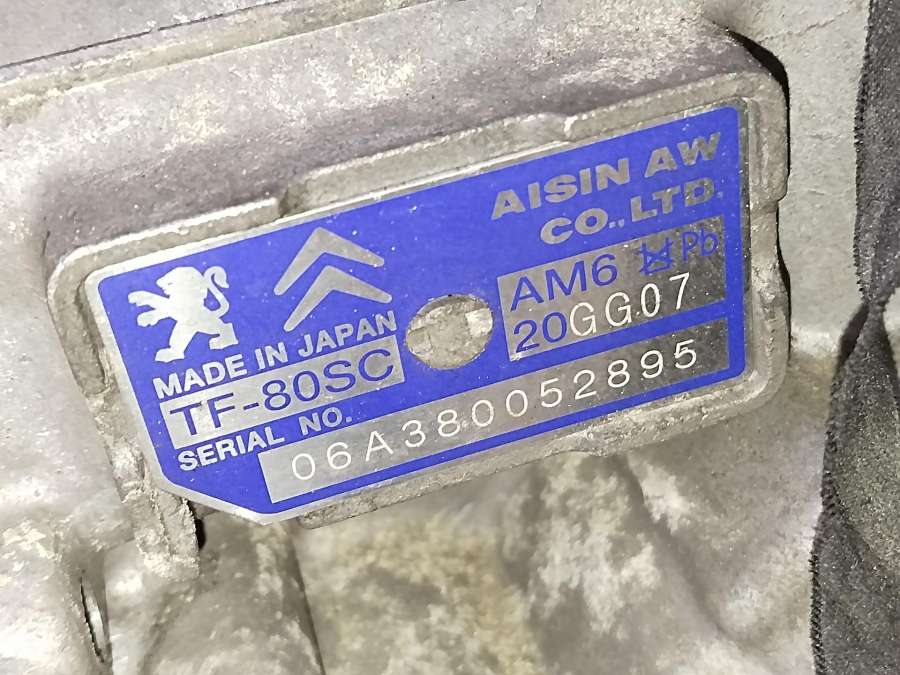 AISIN AW
CO., LTD.
AM6 Pb
20GG07
MADE IN JAPAN
TF-80SC
SERIAL NO.
06A380052895